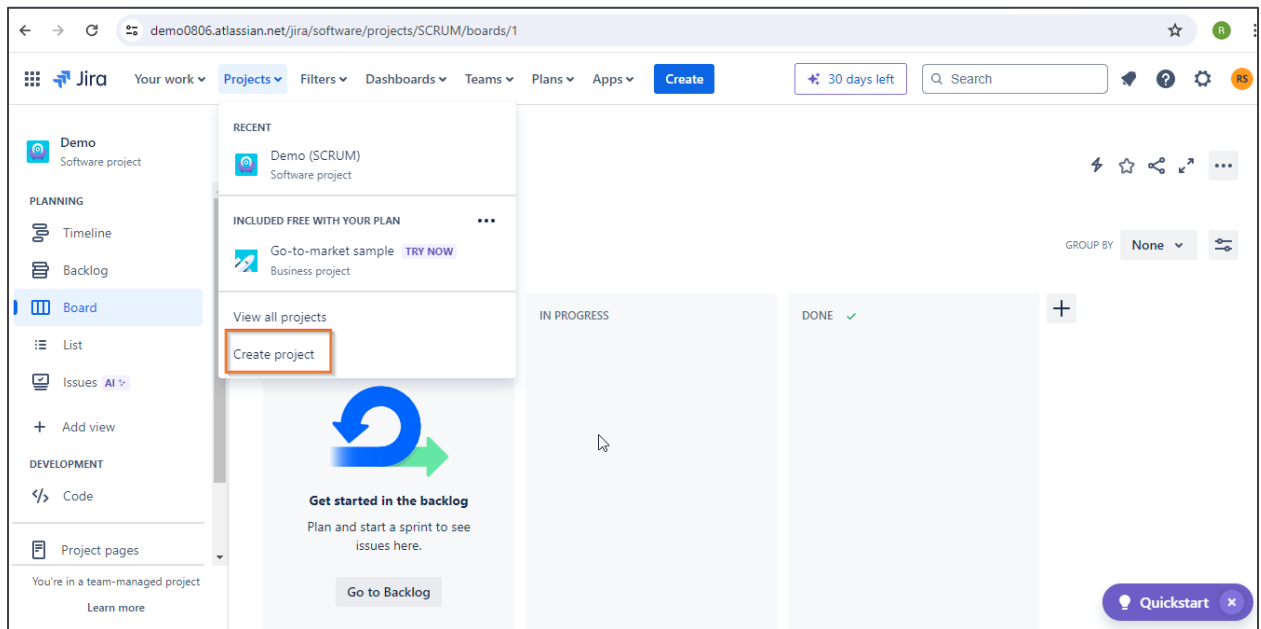 demo0806.atlassian.net/jira/software/projects/SCRUM/boards/1
R
Jira
Your work
Projects
Filters
Dashboards
Teams
Plans
Apps
Create
30 days left
Search
RS
Demo
Software project
PLANNING
Timeline
Backlog
Board
List
Issues AI
Add view
DEVELOPMENT
Code
Project pages
You're in a team-managed project
Learn more
RECENT
Demo (SCRUM)
Software project
INCLUDED FREE WITH YOUR PLAN
Go-to-market sample TRY NOW
Business project
View all projects
Create project
GROUP BY None
IN PROGRESS
DONE
Get started in the backlog
Plan and start a sprint to see
issues here.
Go to Backlog
Quickstart